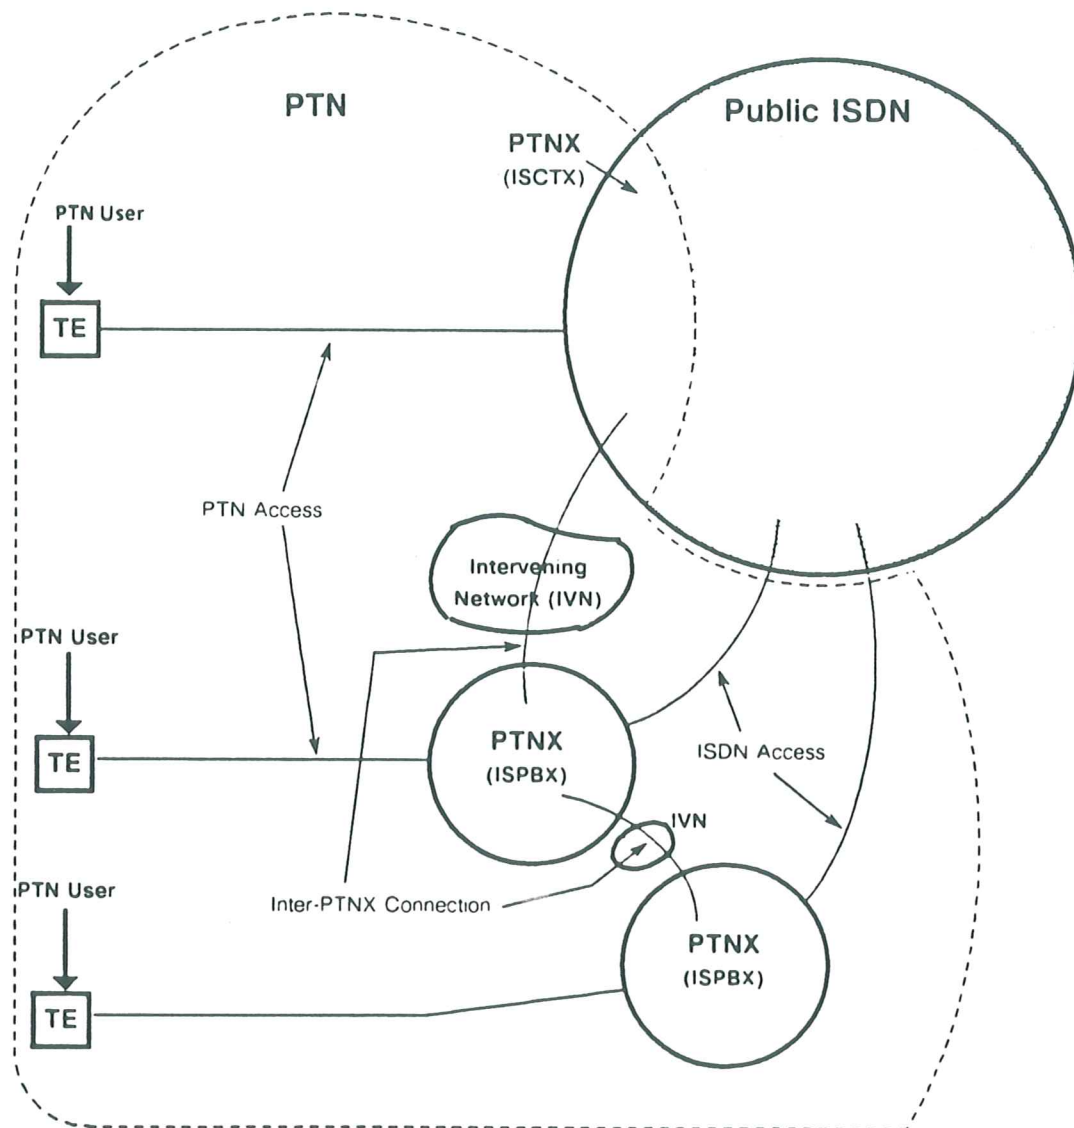 PTN
Public ISDN
PTNX
(ISCTX)
PTN User
TE
PTN Access
Intervening
Network (IVN)
PTN User
TE
PTNX
(ISPBX)
ISDN Access
IVN
PTN User
Inter-PTNX Connection
PTNX
(ISPBX)
TE